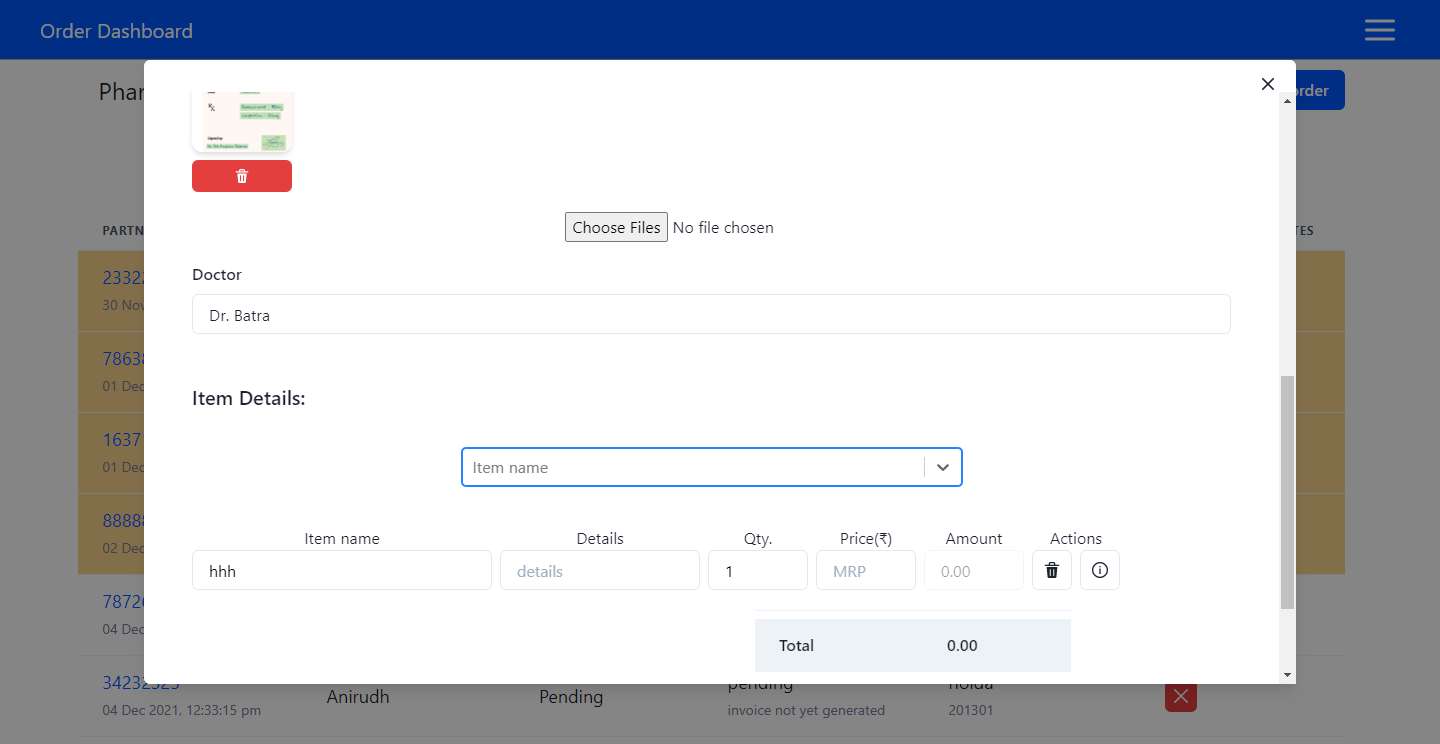 Order Dashboard
Phar
order
Choose Files No file chosen
PARTN
TES
Doctor
2332
30 Nov
Dr. Batra
7863
01 Dec
Item Details:
1637
01 Dec
Item name
8888
02 Dec
Item name Details Qty. Price(₹) Amount Actions
hhh details 1 MRP 0.00
7872
04 Dec
Total 0.00
34232323 Anirudh Pending pending noida
04 Dec 2021, 12:33:15 pm invoice not yet generated 201301